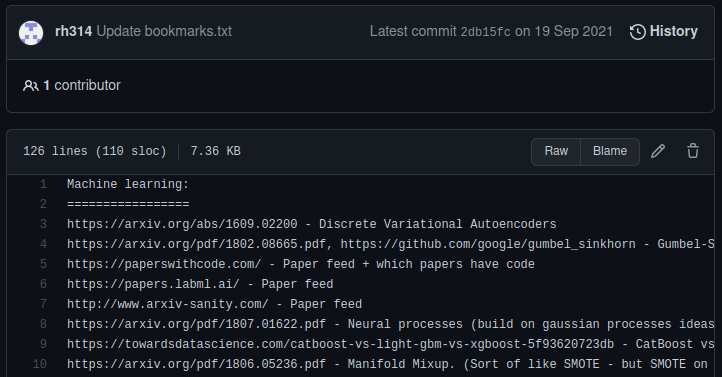 rh314 Update bookmarks.txt Latest commit 2db15fc on 19 Sep 2021 History
1 contributor
126 lines (110 sloc) 7.36 KB Raw Blame
1 Machine learning:
2 =================
3 https://arxiv.org/abs/1609.02200 - Discrete Variational Autoencoders
4 https://arxiv.org/pdf/1802.08665.pdf, https://github.com/google/gumbel_sinkhorn - Gumbel-S
5 https://paperswithcode.com/ - Paper feed + which papers have code
6 https://papers.labml.ai/ - Paper feed
7 http://www.arxiv-sanity.com/ - Paper feed
8 https://arxiv.org/pdf/1807.01622.pdf - Neural processes (build on gaussian processes ideas
9 https://towardsdatascience.com/catboost-vs-light-gbm-vs-xgboost-5f93620723db - CatBoost vs
10 https://arxiv.org/pdf/1806.05236.pdf - Manifold Mixup. (Sort of like SMOTE - but SMOTE on